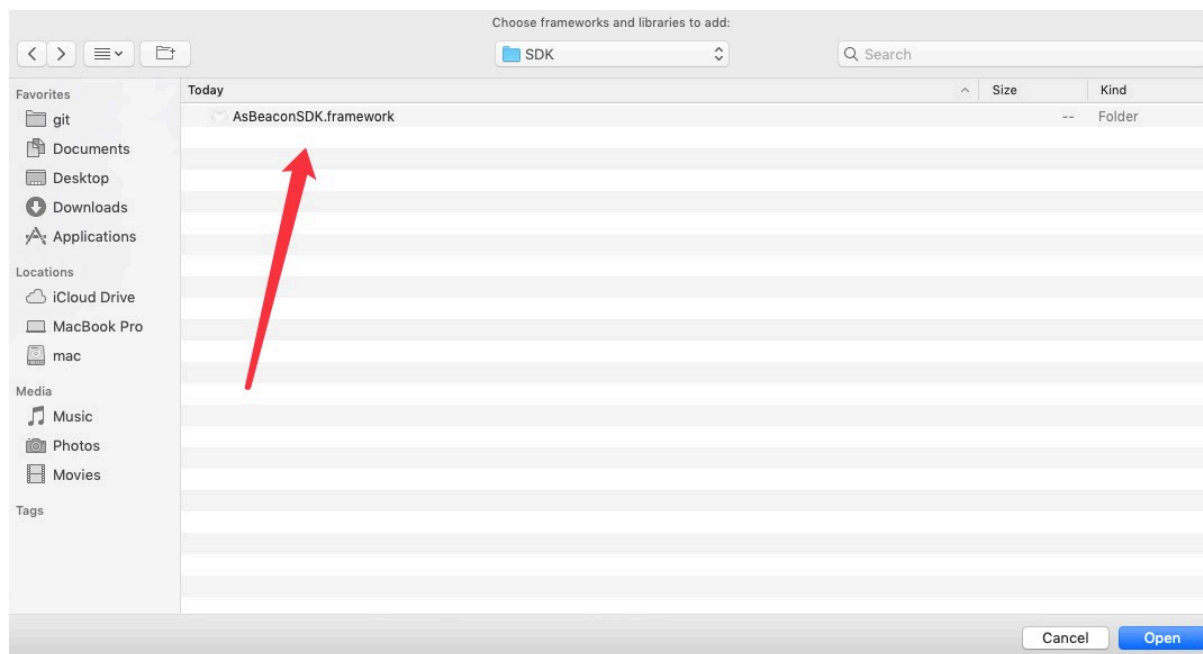 Choose frameworks and libraries to add:
SDK
Search
Favorites
git
Documents
Desktop
Downloads
Applications
Locations
iCloud Drive
MacBook Pro
mac
Media
Music
Photos
Movies
Tags
Today Size Kind
AsBeaconSDK.framework -- Folder
Cancel Open